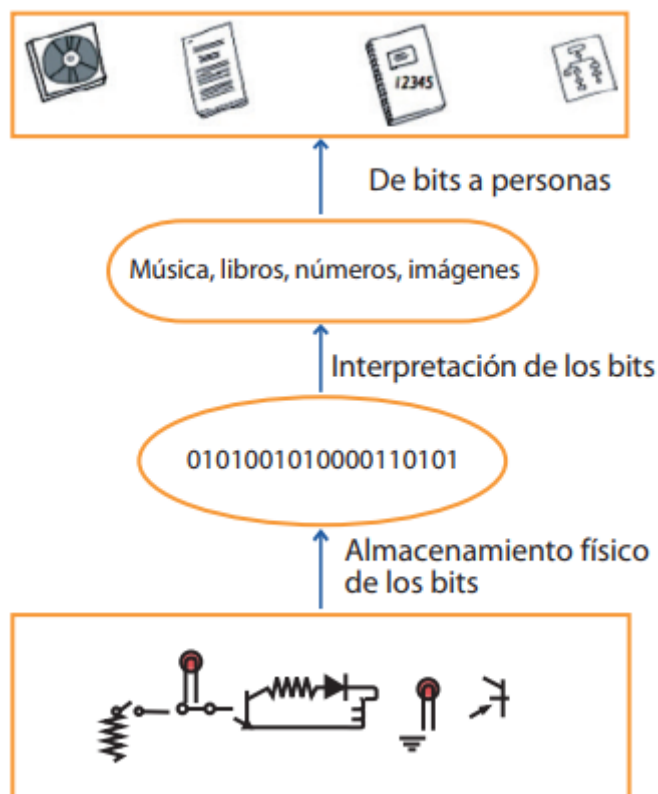 12345
De bits a personas
Música, libros, números, imágenes
Interpretación de los bits
0101001010000110101
Almacenamiento físico
de los bits